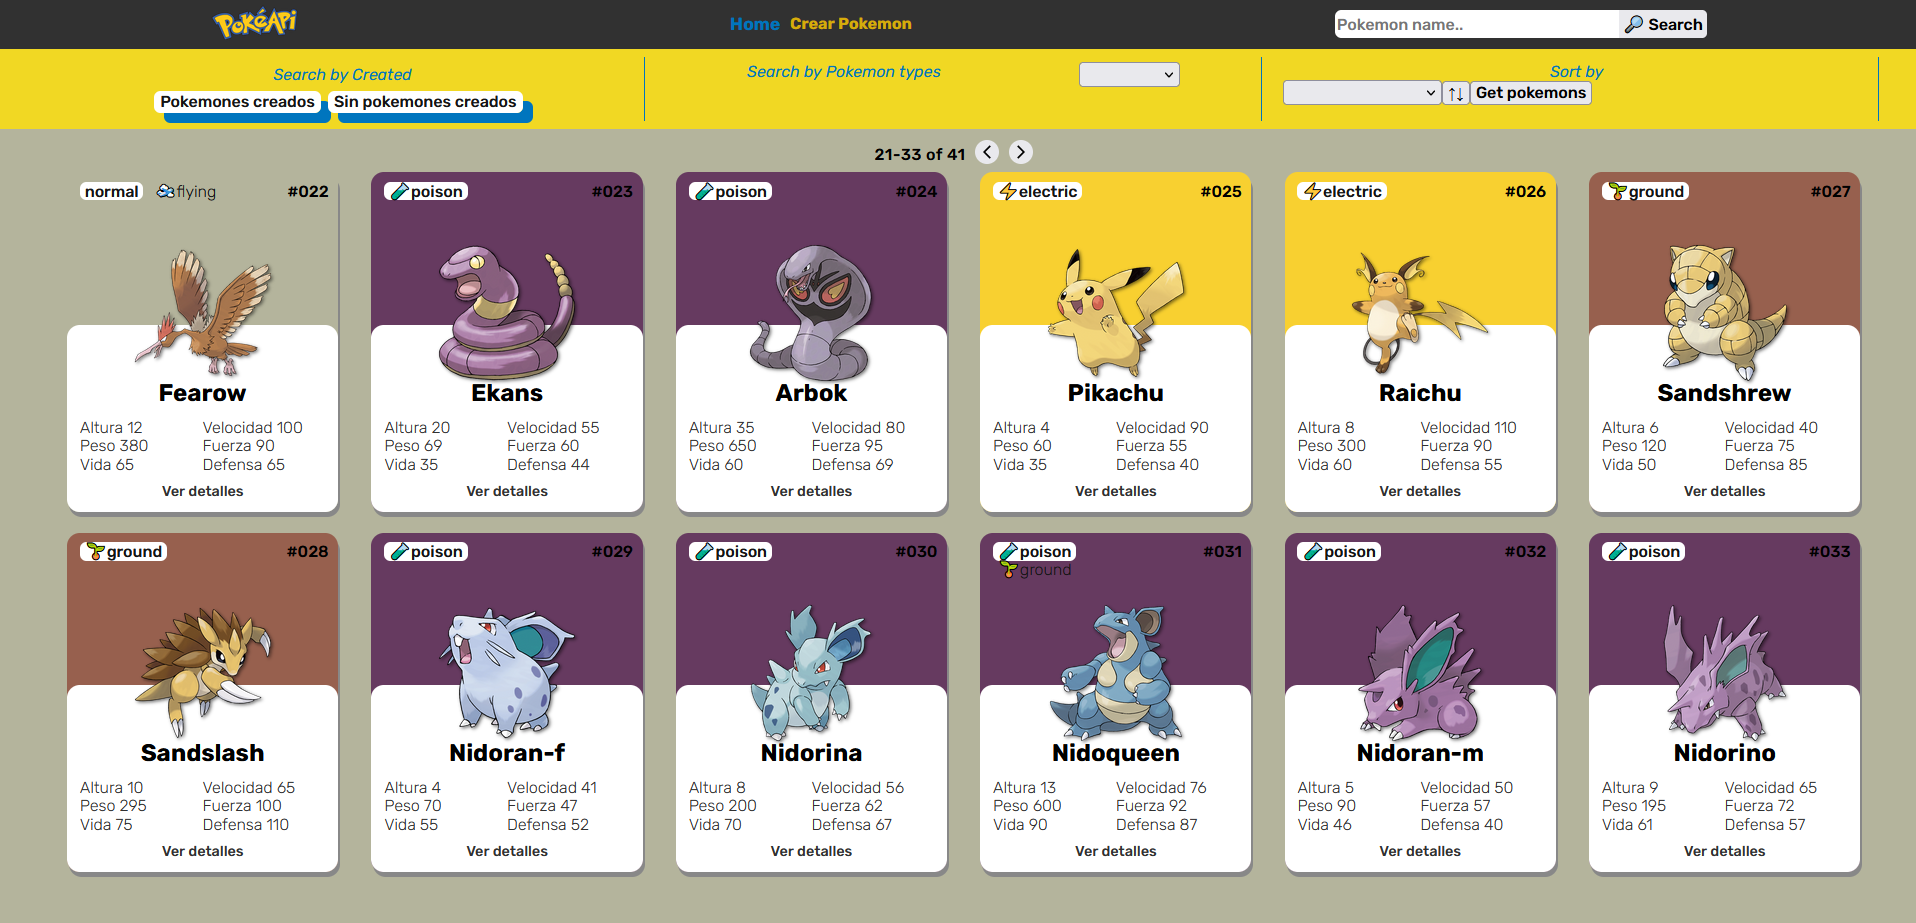 PokéApi
Home Crear Pokemon
Pokemon name.. Search
Search by Created
Pokemones creados Sin pokemones creados
Search by Pokemon types
Sort by
Get pokemons
21-33 of 41
normal flying #022
Fearow
Altura 12 Velocidad 100
Peso 380 Fuerza 90
Vida 65 Defensa 65
Ver detalles
poison #023
Ekans
Altura 20 Velocidad 55
Peso 69 Fuerza 60
Vida 35 Defensa 44
Ver detalles
poison #024
Arbok
Altura 35 Velocidad 80
Peso 650 Fuerza 95
Vida 60 Defensa 69
Ver detalles
electric #025
Pikachu
Altura 4 Velocidad 90
Peso 60 Fuerza 55
Vida 35 Defensa 40
Ver detalles
electric #026
Raichu
Altura 8 Velocidad 110
Peso 300 Fuerza 90
Vida 60 Defensa 55
Ver detalles
ground #027
Sandshrew
Altura 6 Velocidad 40
Peso 120 Fuerza 75
Vida 50 Defensa 85
Ver detalles
ground #028
Sandslash
Altura 10 Velocidad 65
Peso 295 Fuerza 100
Vida 75 Defensa 110
Ver detalles
poison #029
Nidoran-f
Altura 4 Velocidad 41
Peso 70 Fuerza 47
Vida 55 Defensa 52
Ver detalles
poison #030
Nidorina
Altura 8 Velocidad 56
Peso 200 Fuerza 62
Vida 70 Defensa 67
Ver detalles
poison #031
ground
Nidoqueen
Altura 13 Velocidad 76
Peso 600 Fuerza 92
Vida 90 Defensa 87
Ver detalles
poison #032
Nidoran-m
Altura 5 Velocidad 50
Peso 90 Fuerza 57
Vida 46 Defensa 40
Ver detalles
poison #033
Nidorino
Altura 9 Velocidad 65
Peso 195 Fuerza 72
Vida 61 Defensa 57
Ver detalles